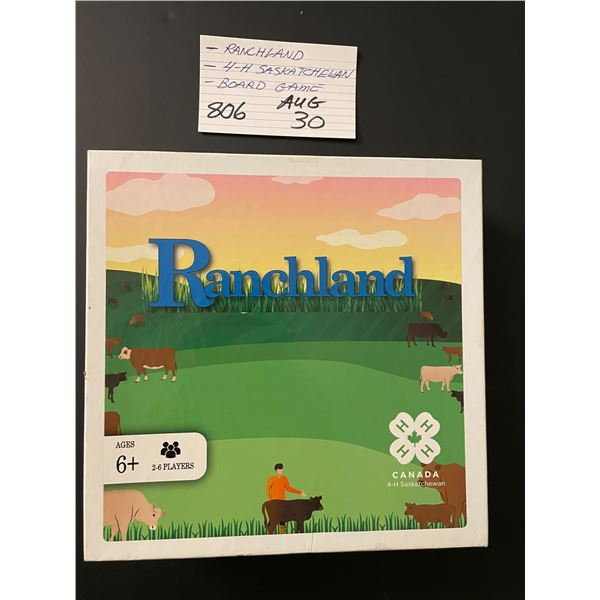 - RANCHLAND
- 4-H SASKATCHEWAN
- BOARD GAME
806 AUG
30
Ranchland
AGES
6+
2-6 PLAYERS
H H
H H
CANADA
4-H Saskatchewan